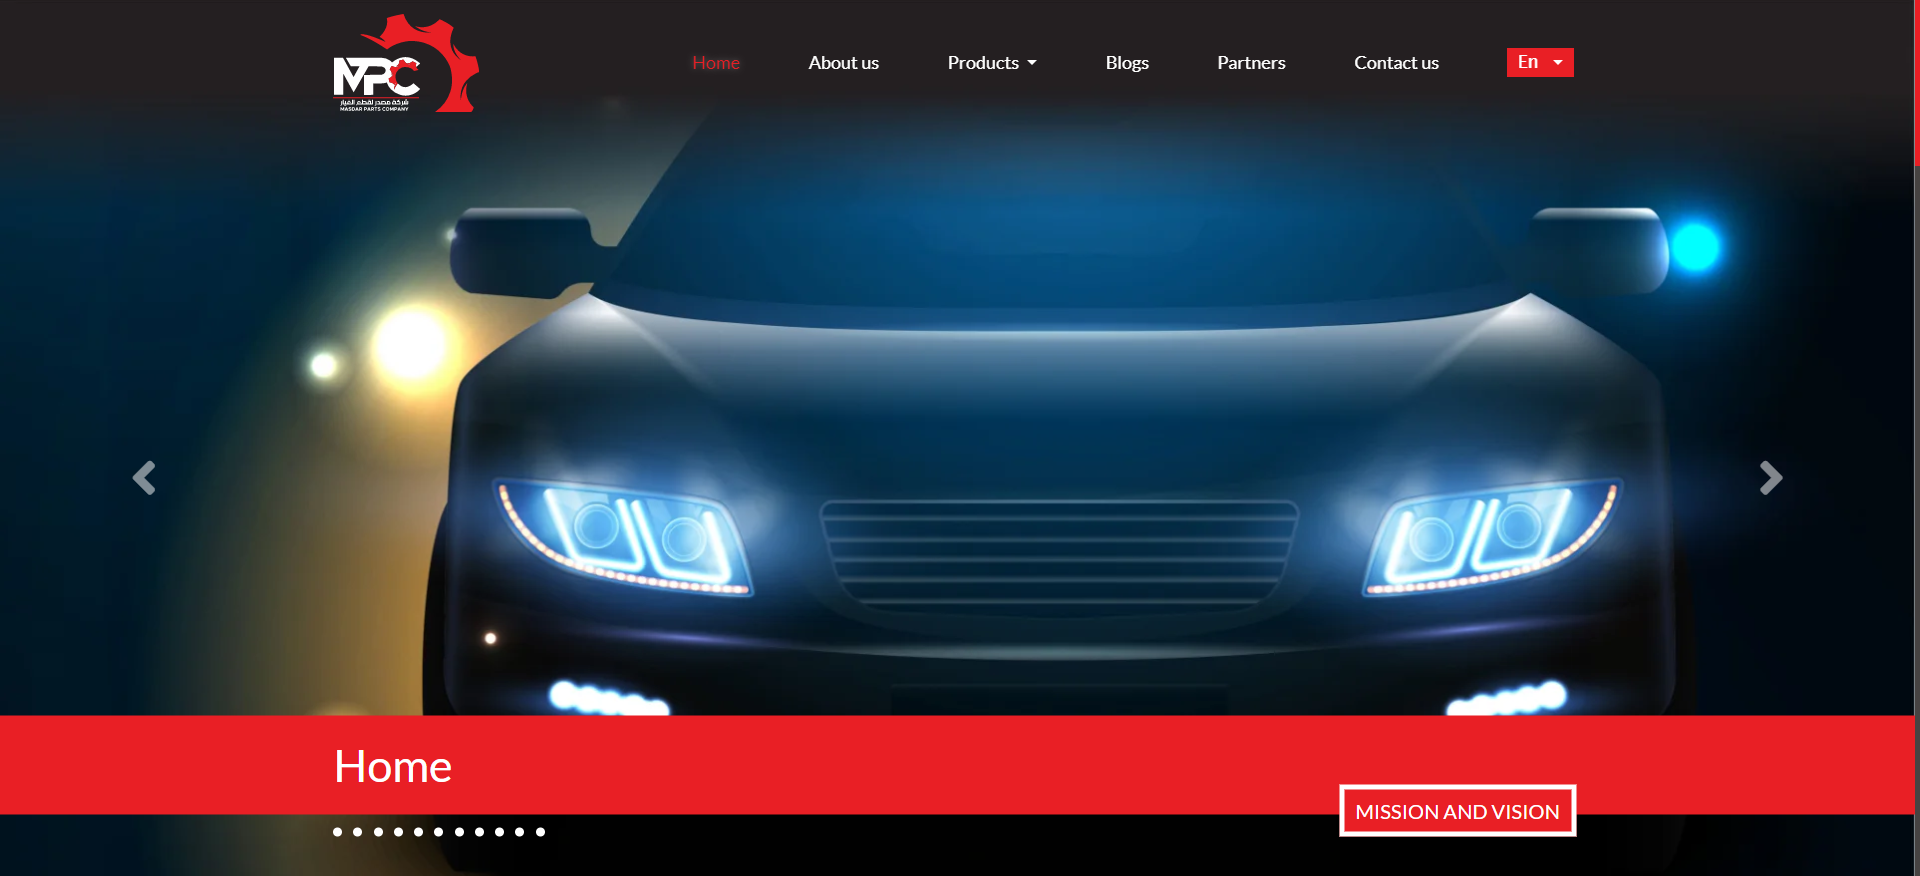 MPC
شركة مصدر لقطع الغيار
MASDAR PARTS COMPANY
Home
About us
Products
Blogs
Partners
Contact us
En
Home
MISSION AND VISION